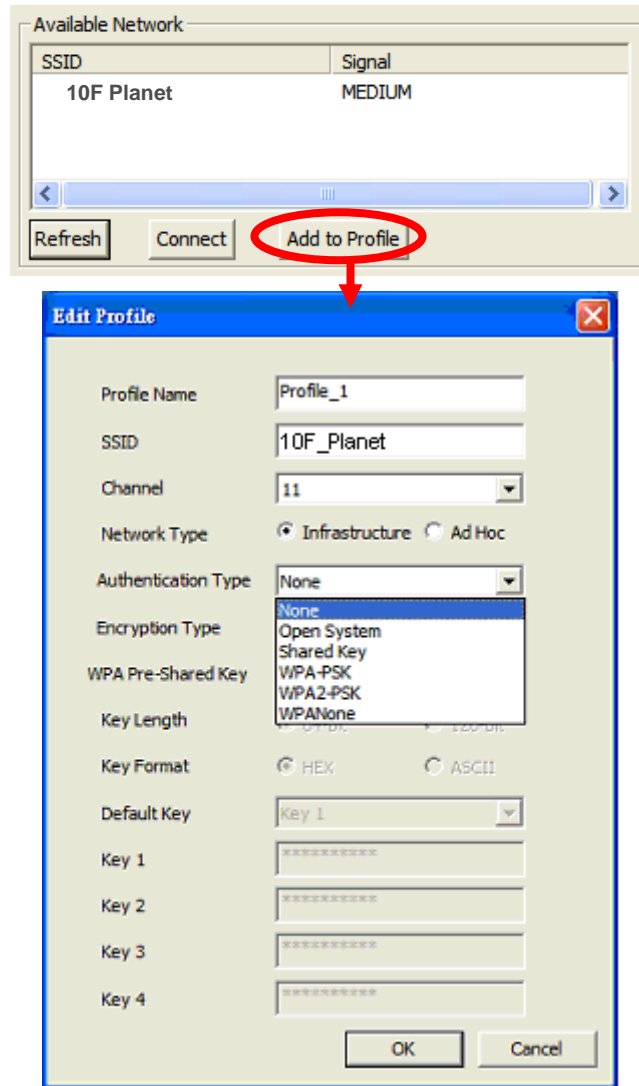 Available Network
SSID Signal
10F Planet MEDIUM
Refresh Connect Add to Profile
Edit Profile
Profile Name Profile_1
SSID 10F_Planet
Channel 11
Network Type Infrastructure Ad Hoc
Authentication Type None
None
Open System
Shared Key
WPA-PSK
WPA2-PSK
WPANone
Encryption Type
WPA Pre-Shared Key
Key Length
Key Format HEX ASCII
Default Key Key 1
Key 1 **********
Key 2 **********
Key 3 **********
Key 4 **********
OK Cancel